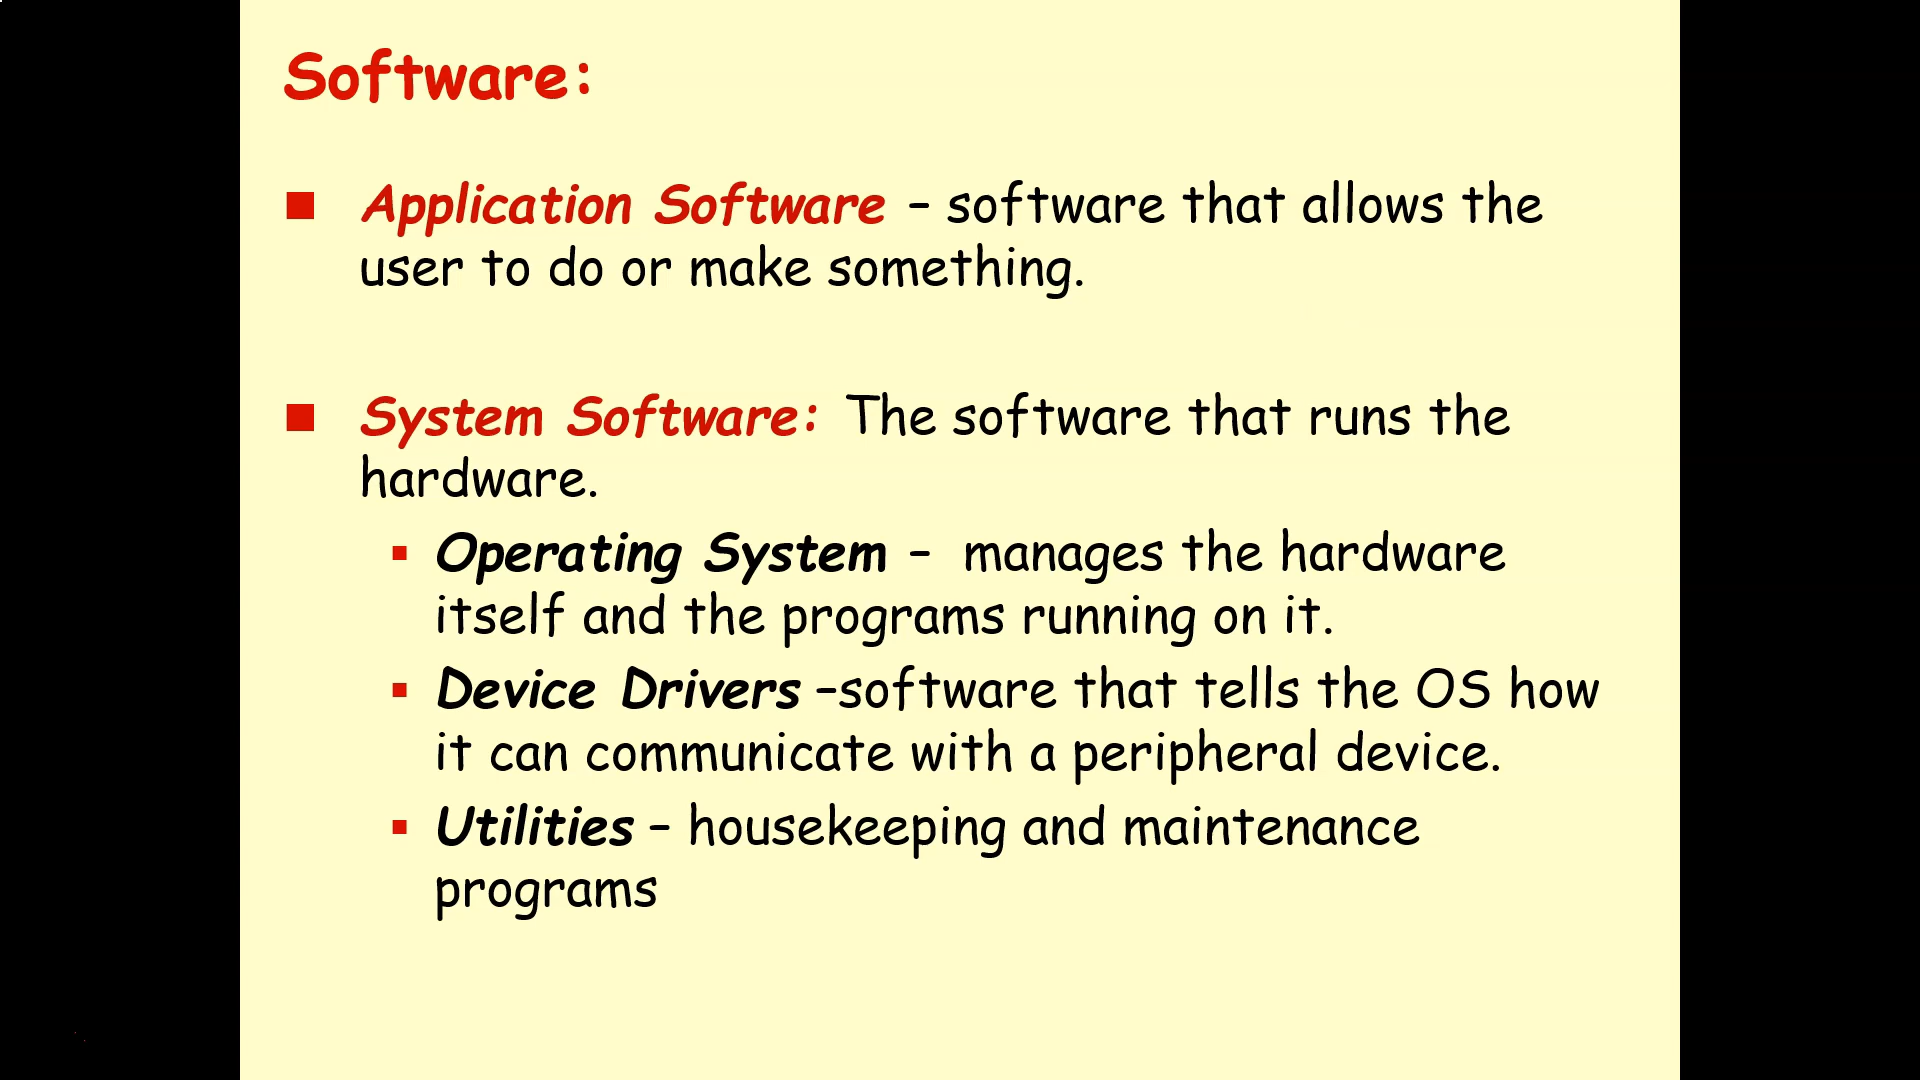 Software:
Application Software – software that allows the
user to do or make something.
System Software: The software that runs the
hardware.
Operating System – manages the hardware
itself and the programs running on it.
Device Drivers –software that tells the OS how
it can communicate with a peripheral device.
Utilities – housekeeping and maintenance
programs